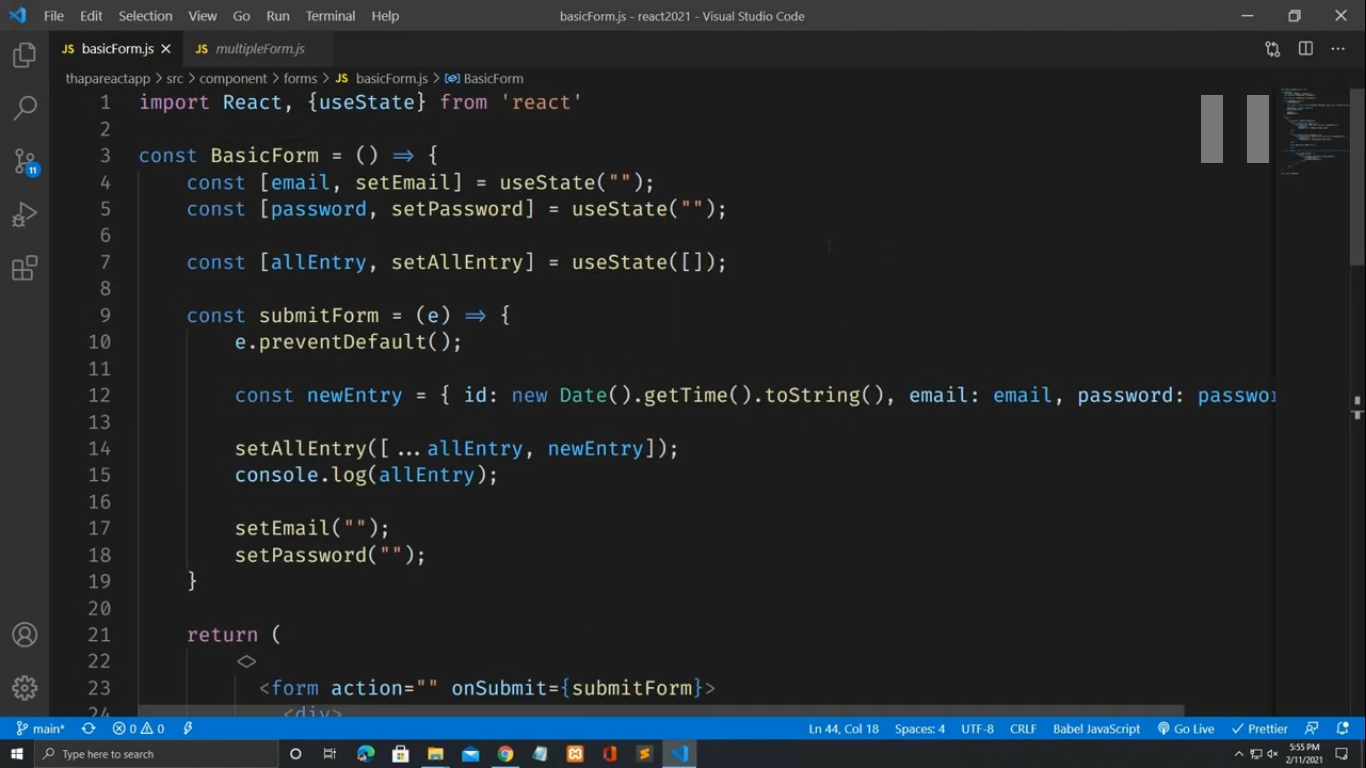 File Edit Selection View Go Run Terminal Help basicForm.js - react2021 - Visual Studio Code
JS basicForm.js JS multipleForm.js
thapareactapp > src > component > forms > JS basicForm.js > BasicForm
1 import React, {useState} from 'react'
2
3 const BasicForm = () => {
4 const [email, setEmail] = useState("");
5 const [password, setPassword] = useState("");
6
7 const [allEntry, setAllEntry] = useState([]);
8
9 const submitForm = (e) => {
10 e.preventDefault();
11
12 const newEntry = { id: new Date().getTime().toString(), email: email, password: passwor
13
14 setAllEntry([...allEntry, newEntry]);
15 console.log(allEntry);
16
17 setEmail("");
18 setPassword("");
19 }
20
21 return (
22 <>
23 <form action="" onSubmit={submitForm}>
24 <div>
11
main* 0 0 Ln 44, Col 18 Spaces: 4 UTF-8 CRLF Babel JavaScript Go Live Prettier
Type here to search
5:55 PM
2/11/2021